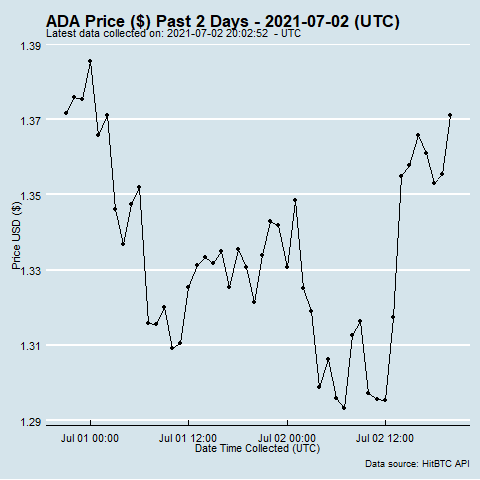 ADA Price ($) Past 2 Days - 2021-07-02 (UTC)
Latest data collected on: 2021-07-02 20:02:52 - UTC
1.39
1.37
1.35
1.33
1.31
1.29
Price USD ($)
Jul 01 00:00
Jul 01 12:00
Jul 02 00:00
Jul 02 12:00
Date Time Collected (UTC)
Data source: HitBTC API